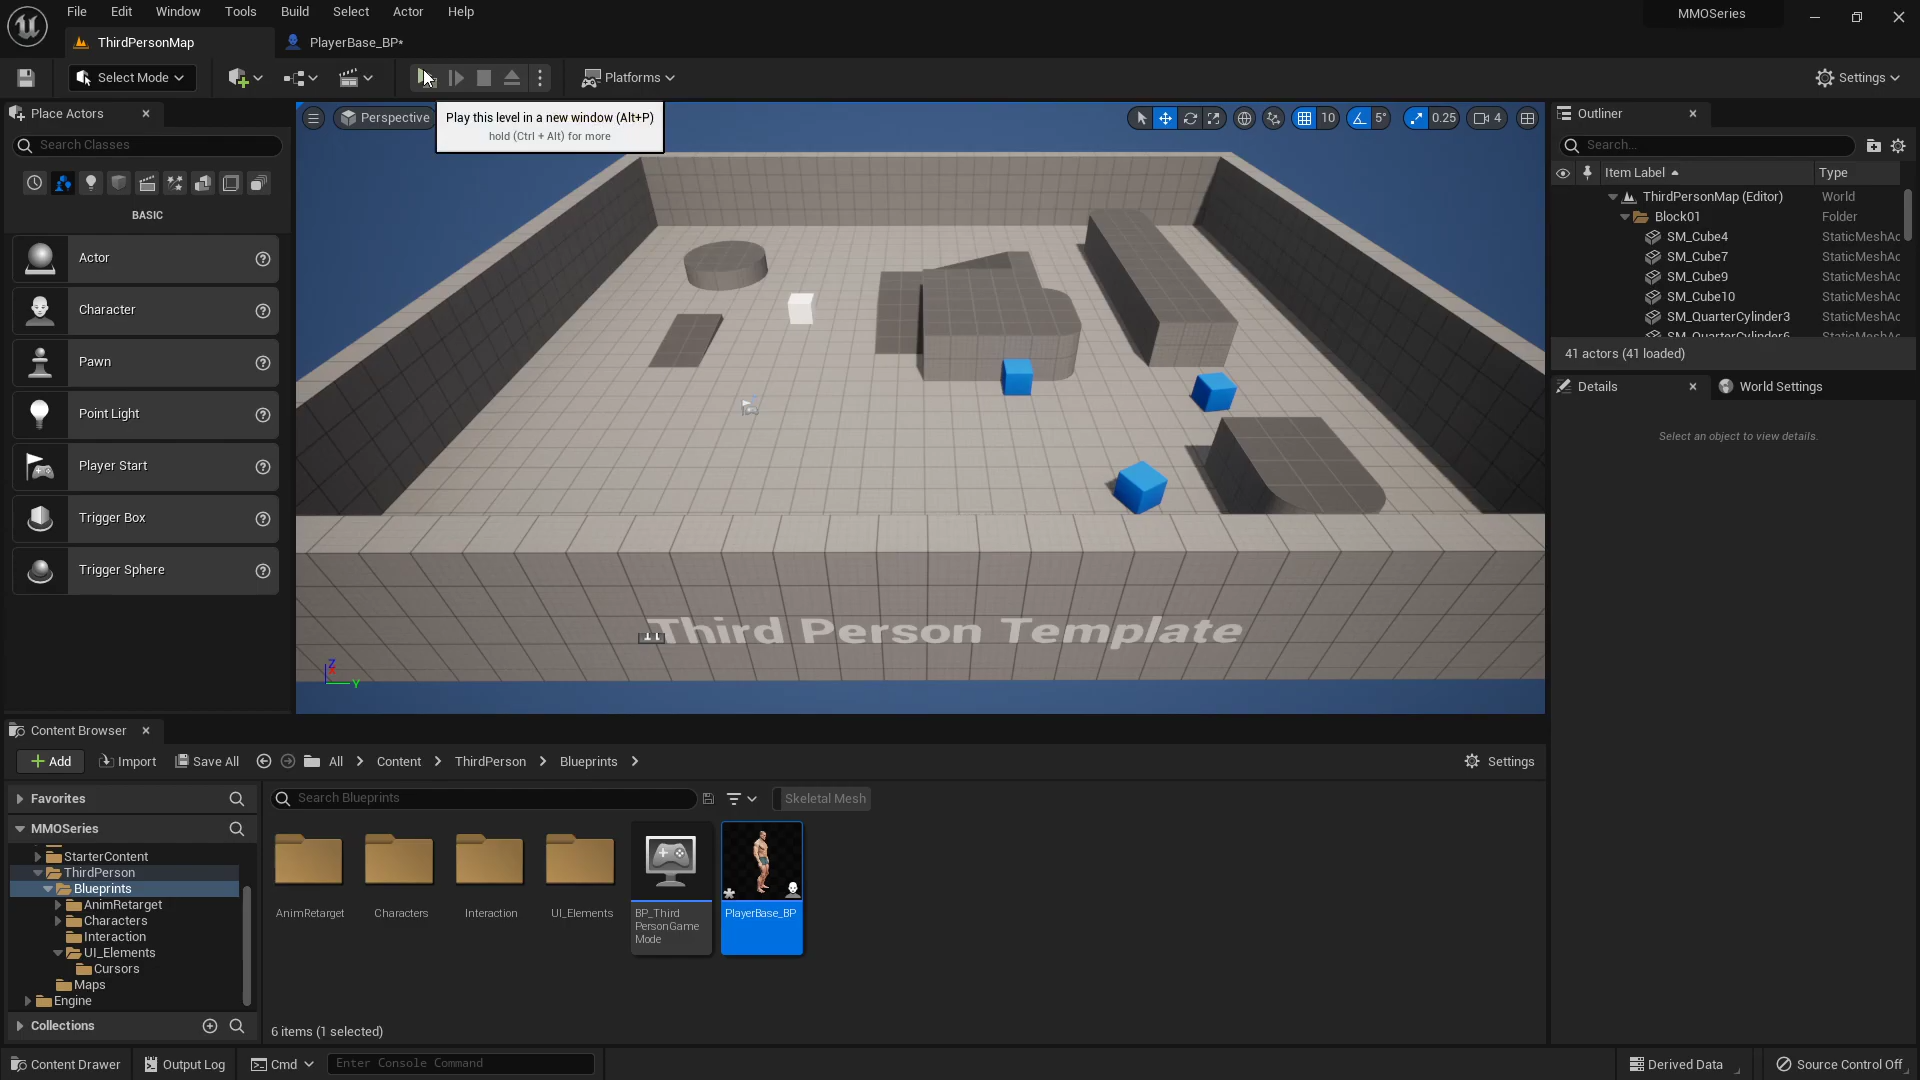 File Edit View Tools Build Select Actor Help
MMOSeries
ThirdPersonMap
PlayerBase_BP*
Select Mode
Platforms
Settings
Play this level in a new window (Alt+P)
hold (Ctrl + Alt) for more
Place Actors
Search Classes
BASIC
Actor
Character
Pawn
Point Light
Player Start
Trigger Box
Trigger Sphere
Perspective
10
5°
0.25
4
Third Person Template
Z
Y
Outliner
Search...
Item Label Type
ThirdPersonMap (Editor) World
Block01 Folder
SM_Cube4 StaticMeshAc
SM_Cube7 StaticMeshAc
SM_Cube9 StaticMeshAc
SM_Cube10 StaticMeshAc
SM_QuarterCylinder3 StaticMeshAc
SM_QuarterCylinder6 StaticMeshAc
41 actors (41 loaded)
Details
World Settings
Select an object to view details.
Content Browser
Add
Import
Save All
All
Content
ThirdPerson
Blueprints
Settings
Favorites
MMOSeries
StarterContent
ThirdPerson
Blueprints
AnimRetarget
Characters
Interaction
UI_Elements
Cursors
Maps
Engine
Collections
Search Blueprints
Skeletal Mesh
AnimRetarget
Characters
Interaction
UI_Elements
BP_Third
PersonGame
Mode
PlayerBase_BP
6 items (1 selected)
Content Drawer
Output Log
Cmd
Enter Console Command
Derived Data
Source Control Off